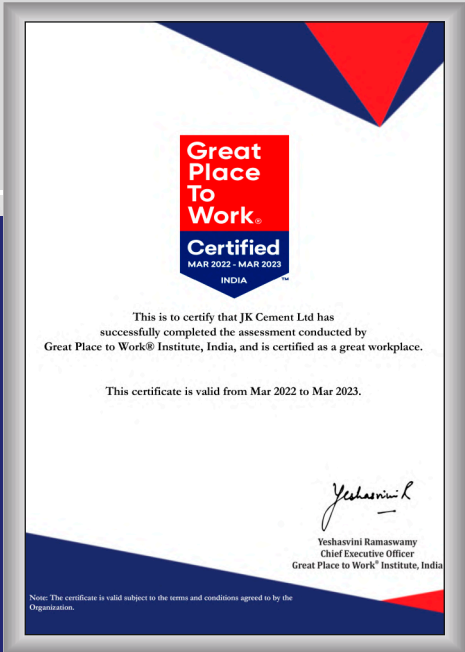 Great
Place
To
Work®
Certified
MAR 2022 - MAR 2023
INDIA
™
This is to certify that JK Cement Ltd has
successfully completed the assessment conducted by
Great Place to Work® Institute, India, and is certified as a great workplace.
This certificate is valid from Mar 2022 to Mar 2023.
Yeshasvini R
Yeshasvini Ramaswamy
Chief Executive Officer
Great Place to Work® Institute, India
Note: The certificate is valid subject to the terms and conditions agreed to by the
Organization.